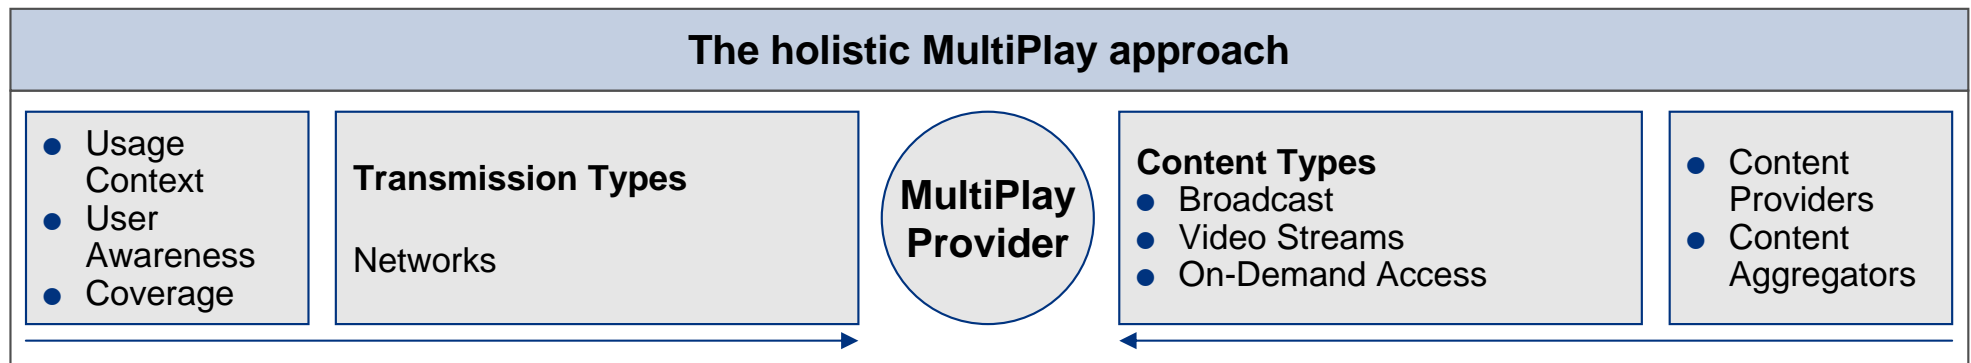 The holistic MultiPlay approach
● Usage
Context
● User
Awareness
● Coverage
Transmission Types
Networks
MultiPlay
Provider
Content Types
● Broadcast
● Video Streams
● On-Demand Access
● Content
Providers
● Content
Aggregators